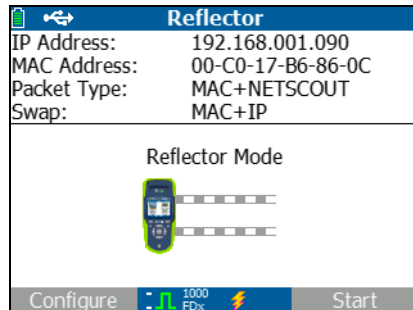 Reflector
IP Address: 192.168.001.090
MAC Address: 00-C0-17-B6-86-0C
Packet Type: MAC+NETSCOUT
Swap: MAC+IP
Reflector Mode
Configure 1000 FDx Start